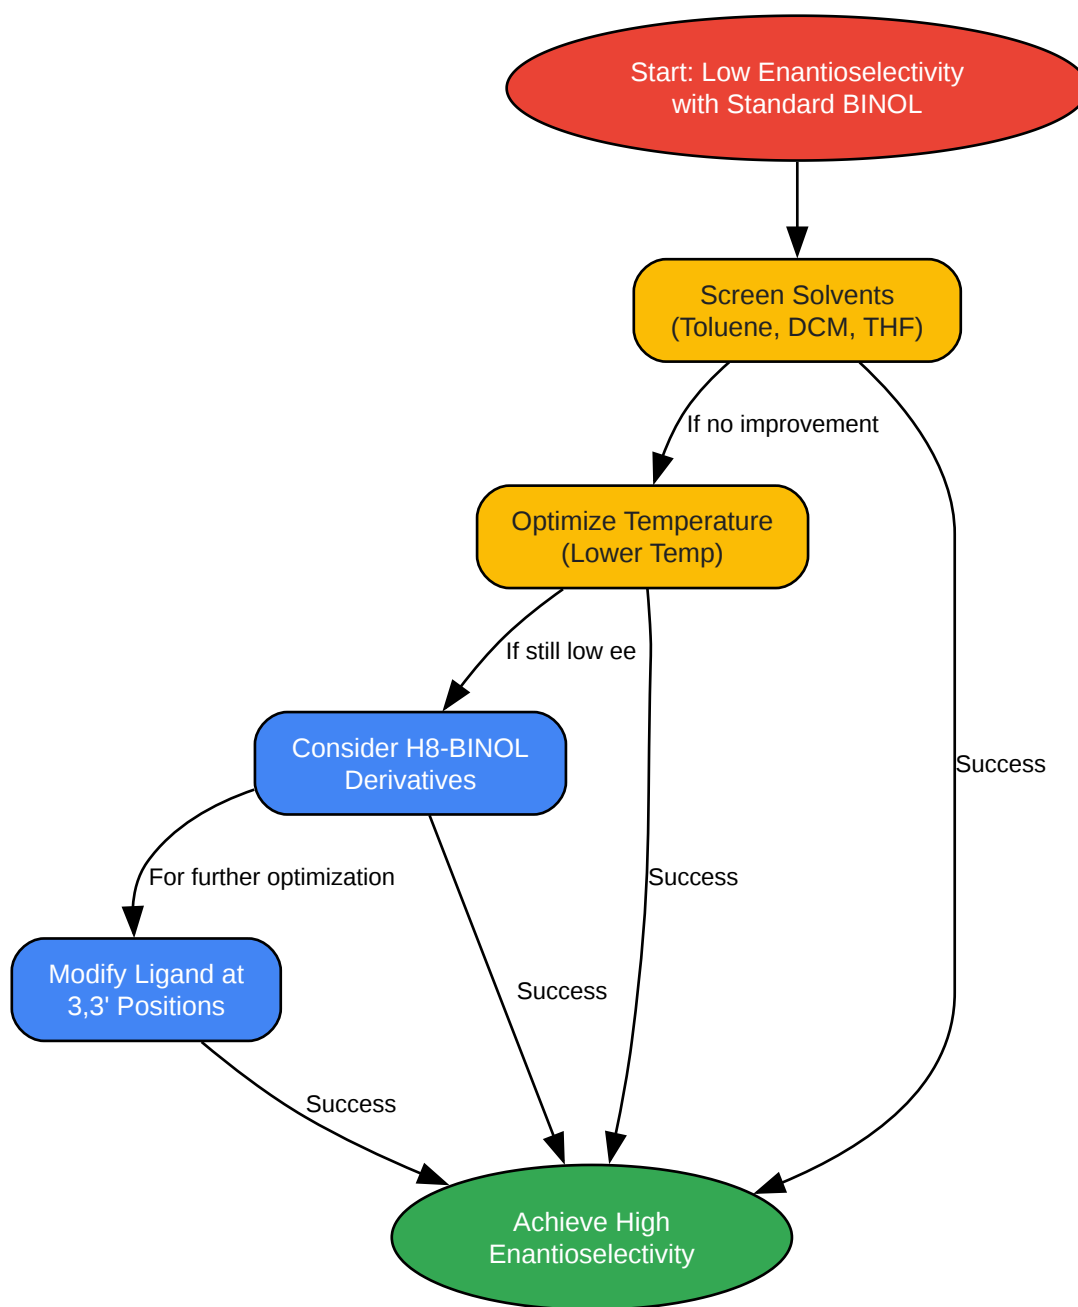 Start: Low Enantioselectivity
with Standard BINOL
Screen Solvents
(Toluene, DCM, THF)
If no improvement
Optimize Temperature
(Lower Temp)
If still low ee
Consider H8-BINOL
Derivatives
Success
For further optimization
Success
Modify Ligand at
3,3' Positions
Success
Success
Achieve High
Enantioselectivity